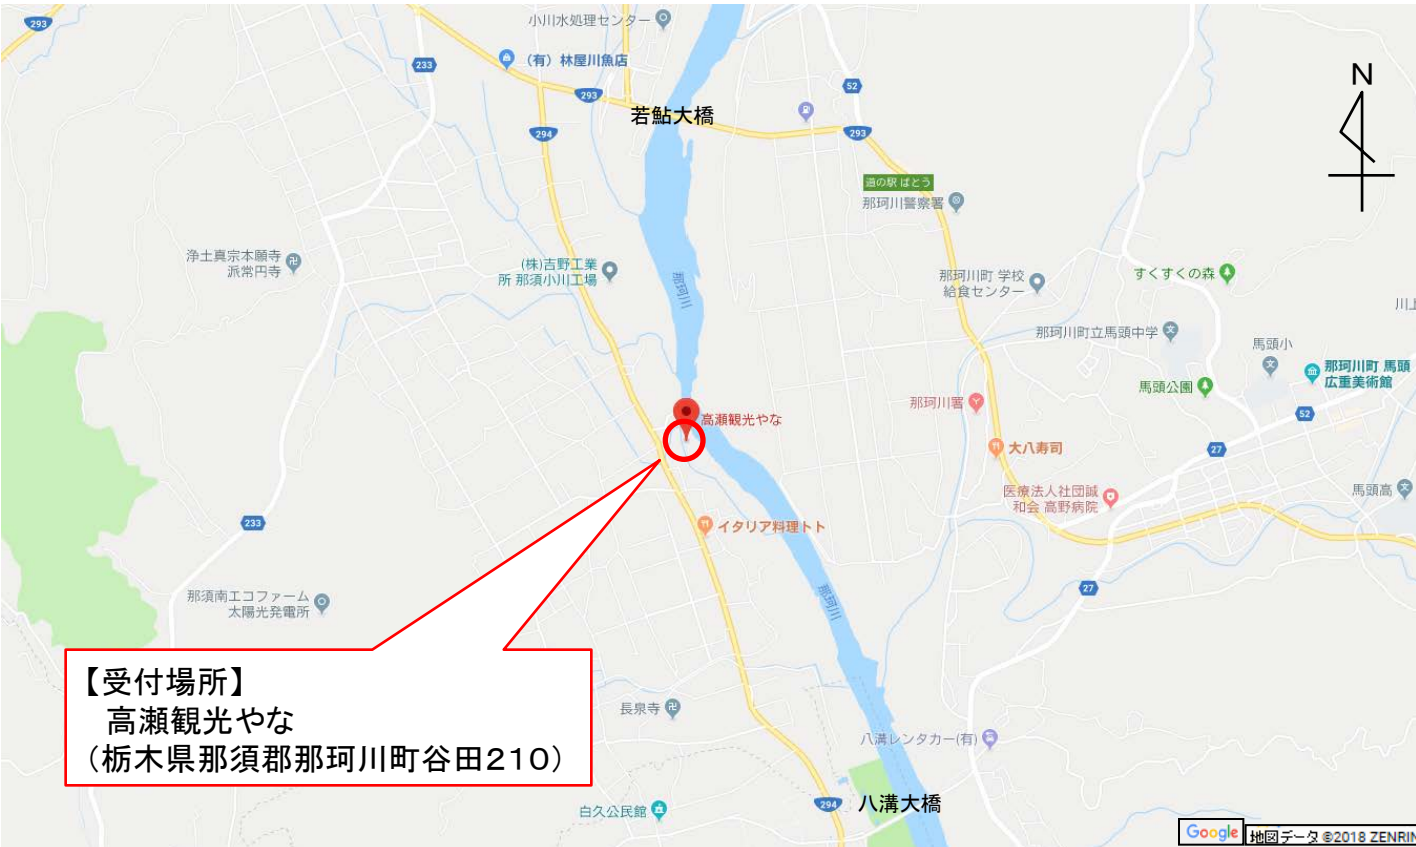 293
小川水処理センター
233
(有) 林屋川魚店
52
293
若鮎大橋
294
293
N
道の駅 ばとう
那珂川警察署
浄土真宗本願寺
派常円寺
(株)吉野工業
所 那須小川工場
那珂川
那珂川町 学校
給食センター
すくすくの森
川上
那珂川町立馬頭中学
馬頭小
那珂川町 馬頭
広重美術館
馬頭公園
那珂川署
52
高瀬観光やな
大八寿司
27
医療法人社団誠
和会 高野病院
馬頭高
233
イタリア料理トト
27
那須南エコファーム
太陽光発電所
那珂川
【受付場所】
高瀬観光やな
(栃木県那須郡那珂川町谷田210)
長泉寺
八溝レンタカー(有)
白久公民館
294
八溝大橋
Google
地図データ ©2018 ZENRIN